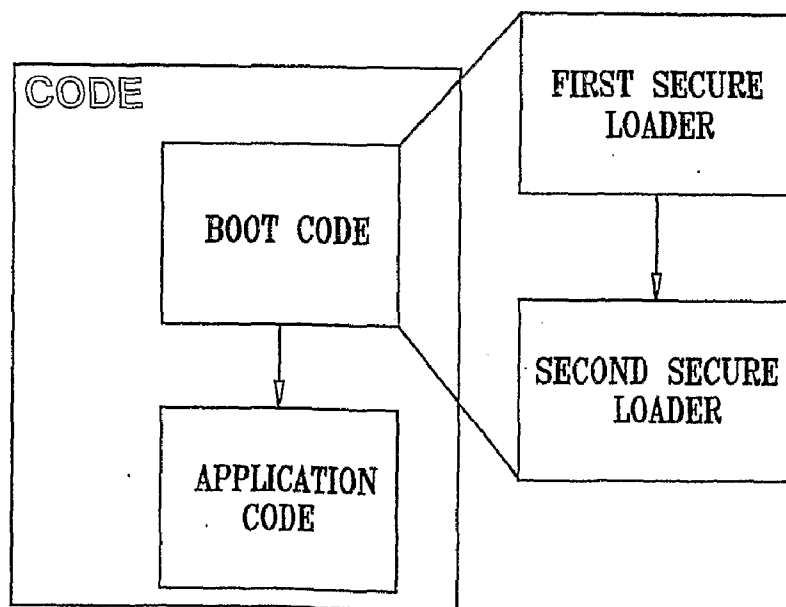 CODE
BOOT CODE
APPLICATION
CODE
FIRST SECURE
LOADER
SECOND SECURE
LOADER